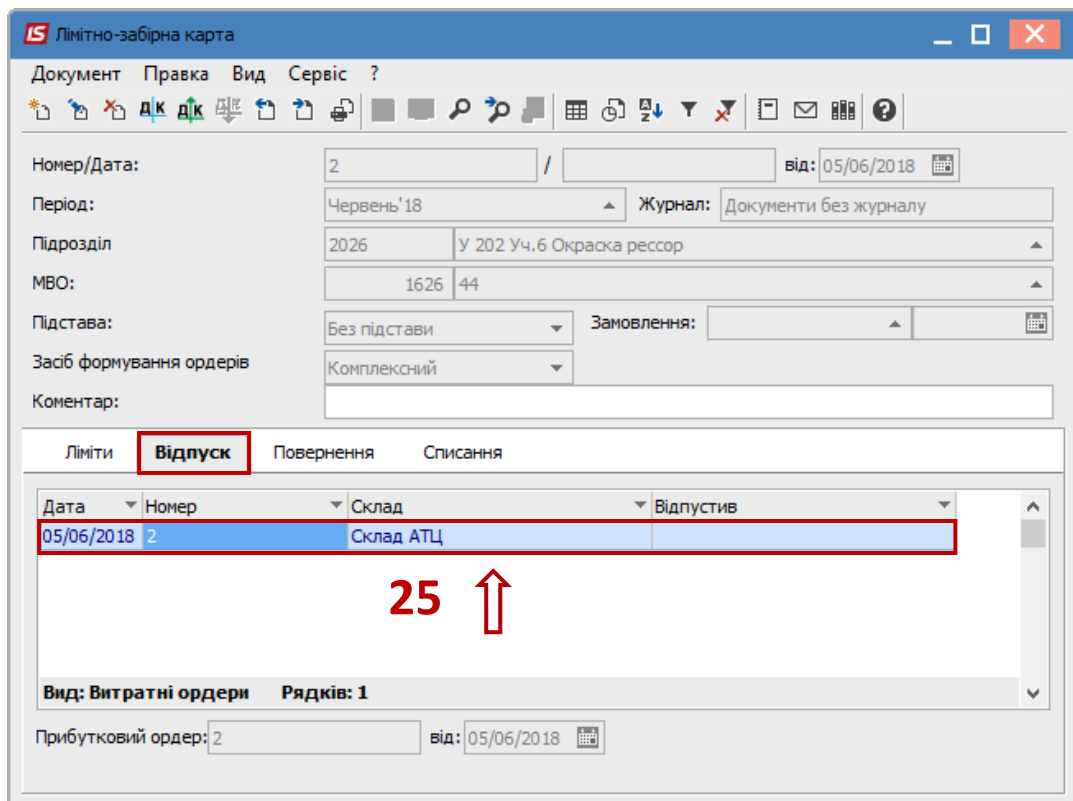 IS Лімітно-забірна карта
Документ Правка Вид Сервіс ?
Номер/Дата: 2 / від: 05/06/2018
Період: Червень'18 Журнал: Документи без журналу
Підрозділ 2026 У 202 Уч.6 Окраска рессор
МВО: 1626 44
Підстава: Без підстави Замовлення:
Засіб формування ордерів Комплексний
Коментар:
Ліміти Відпуск Повернення Списання
Дата Номер Склад Відпустив
05/06/2018 2 Склад АТЦ
25
Вид: Витратні ордери Рядків: 1
Прибутковий ордер: 2 від: 05/06/2018